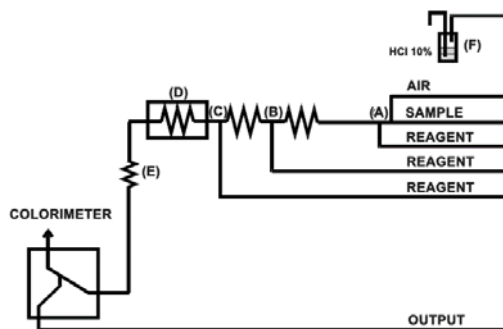 (F)
HCl 10%
AIR
(D)
(C)
(B)
(A)
SAMPLE
REAGENT
REAGENT
(E)
REAGENT
COLORIMETER
OUTPUT